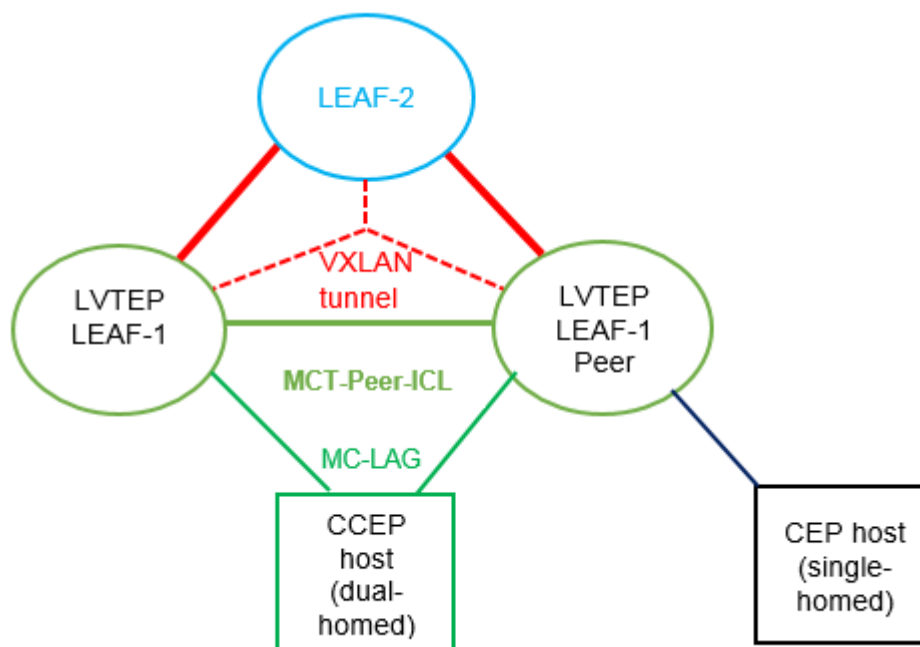 LEAF-2
VXLAN
tunnel
LVTEP
LEAF-1
LVTEP
LEAF-1
Peer
MCT-Peer-ICL
MC-LAG
CCEP
host
(dual-
homed)
CEP host
(single-
homed)